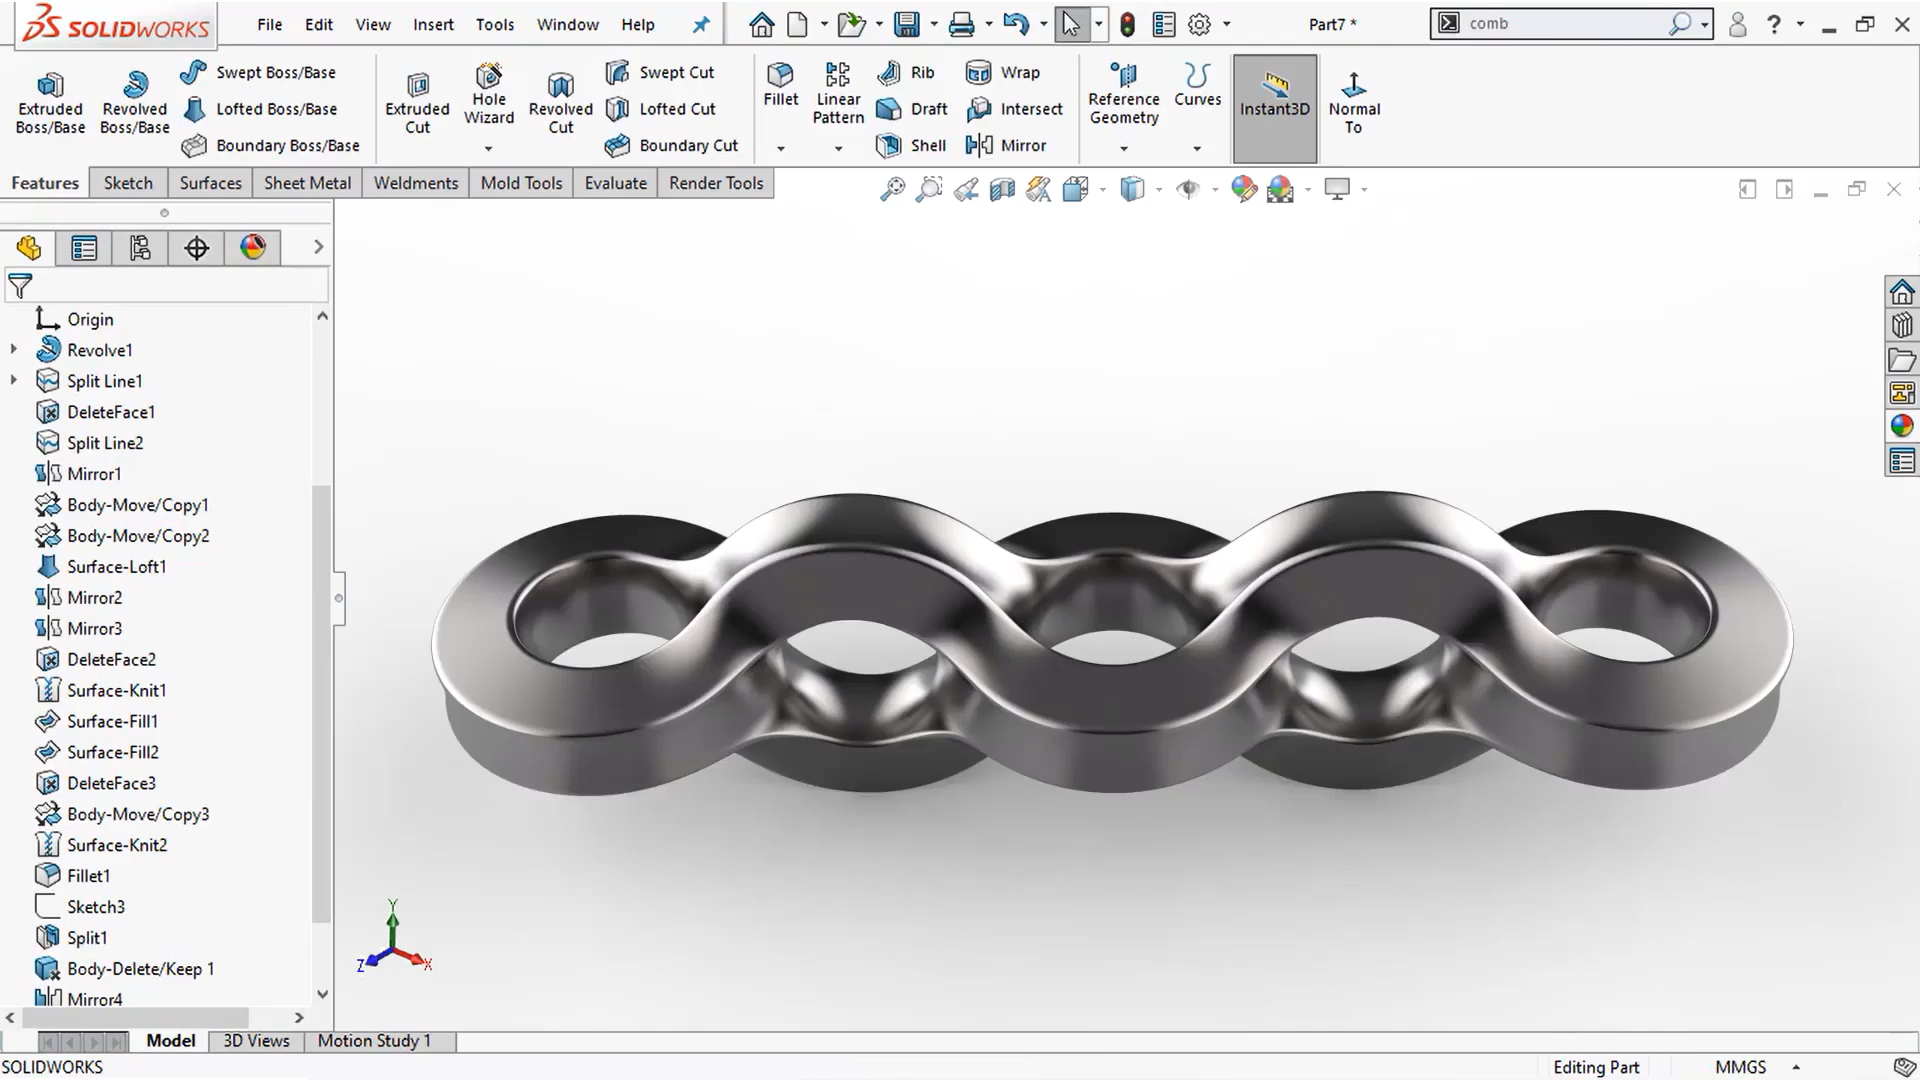 SOLIDWORKS
File Edit View Insert Tools Window Help
Part7 *
comb
?
Extruded Boss/Base
Revolved Boss/Base
Swept Boss/Base
Lofted Boss/Base
Boundary Boss/Base
Extruded Cut
Hole Wizard
Revolved Cut
Swept Cut
Lofted Cut
Boundary Cut
Fillet
Linear Pattern
Rib
Draft
Shell
Wrap
Intersect
Mirror
Reference Geometry
Curves
Instant3D
Normal To
Features Sketch Surfaces Sheet Metal Weldments Mold Tools Evaluate Render Tools
Origin
Revolve1
Split Line1
DeleteFace1
Split Line2
Mirror1
Body-Move/Copy1
Body-Move/Copy2
Surface-Loft1
Mirror2
Mirror3
DeleteFace2
Surface-Knit1
Surface-Fill1
Surface-Fill2
DeleteFace3
Body-Move/Copy3
Surface-Knit2
Fillet1
Sketch3
Split1
Body-Delete/Keep 1
Mirror4
Y
Z
X
Model 3D Views Motion Study 1
SOLIDWORKS
Editing Part
MMGS